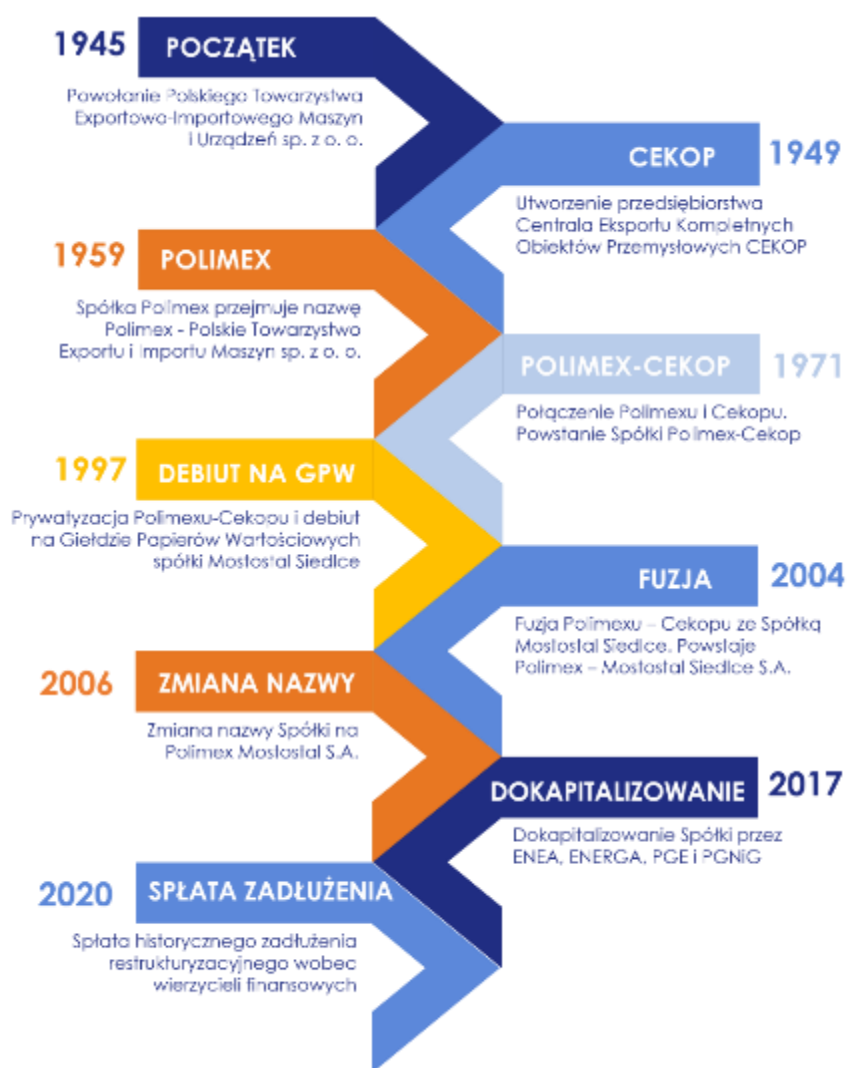 1945 POCZĄTEK
Powołanie Polskiego Towarzystwa
Exportowo-Importowego Maszyn
i Urządzeń sp. z o. o.
CEKOP 1949
Utworzenie przedsiębiorstwa
Centrala Eksportu Kompletnych
Obiektów Przemysłowych CEKOP
1959 POLIMEX
Spółka Polimex przejmuje nazwę
Polimex - Polskie Towarzystwo
Exportu i Importu Maszyn sp. z o. o.
POLIMEX-CEKOP 1971
Połączenie Polimexu i Cekopu.
Powstanie Spółki Polimex-Cekop
1997 DEBIUT NA GPW
Prywatyzacja Polimexu-Cekopu i debiut
na Giełdzie Papierów Wartościowych
spółki Mostostal Siedlce
FUZJA 2004
Fuzja Polimexu – Cekopu ze Spółką
Mostostal Siedlce. Powstaje
Polimex – Mostostal Siedlce S.A.
2006 ZMIANA NAZWY
Zmiana nazwy Spółki na
Polimex Mostostal S.A.
DOKAPITALIZOWANIE 2017
Dokapitalizowanie Spółki przez
ENEA, ENERGA, PGE i PGNiG
2020 SPŁATA ZADŁUŻENIA
Spłata historycznego zadłużenia
restrukturyzacyjnego wobec
wierzycieli finansowych